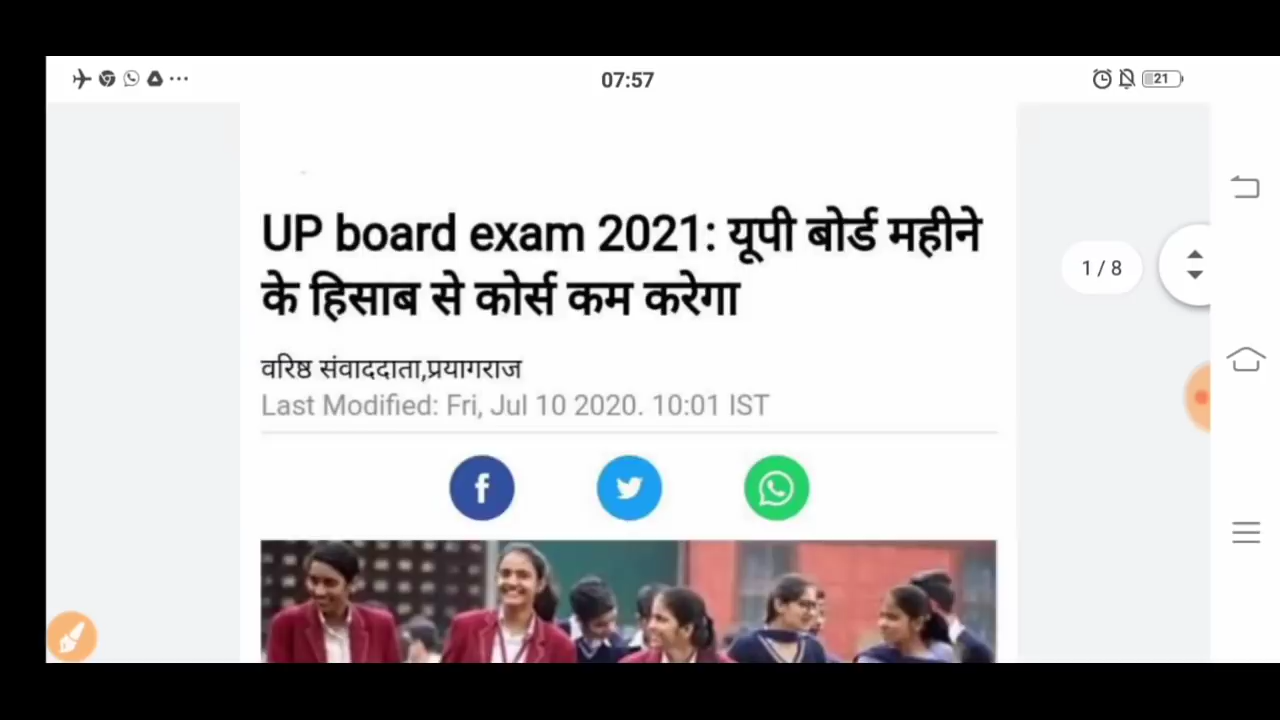 07:57
21
UP board exam 2021: यूपी बोर्ड महीने
के हिसाब से कोर्स कम करेगा
1 / 8
वरिष्ठ संवाददाता,प्रयागराज
Last Modified: Fri, Jul 10 2020. 10:01 IST